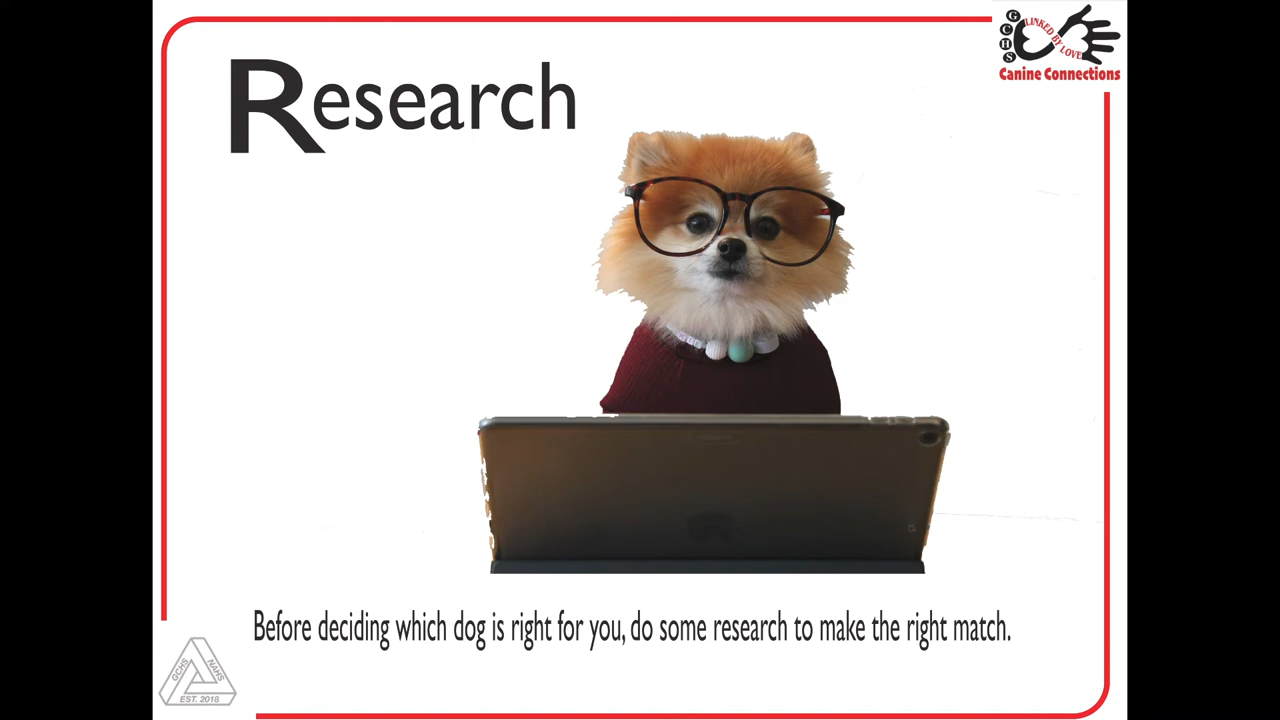 GCHS
LINKED BY LOVE
Canine Connections
Research
Before deciding which dog is right for you, do some research to make the right match.
GCHS
NAHS
EST. 2018